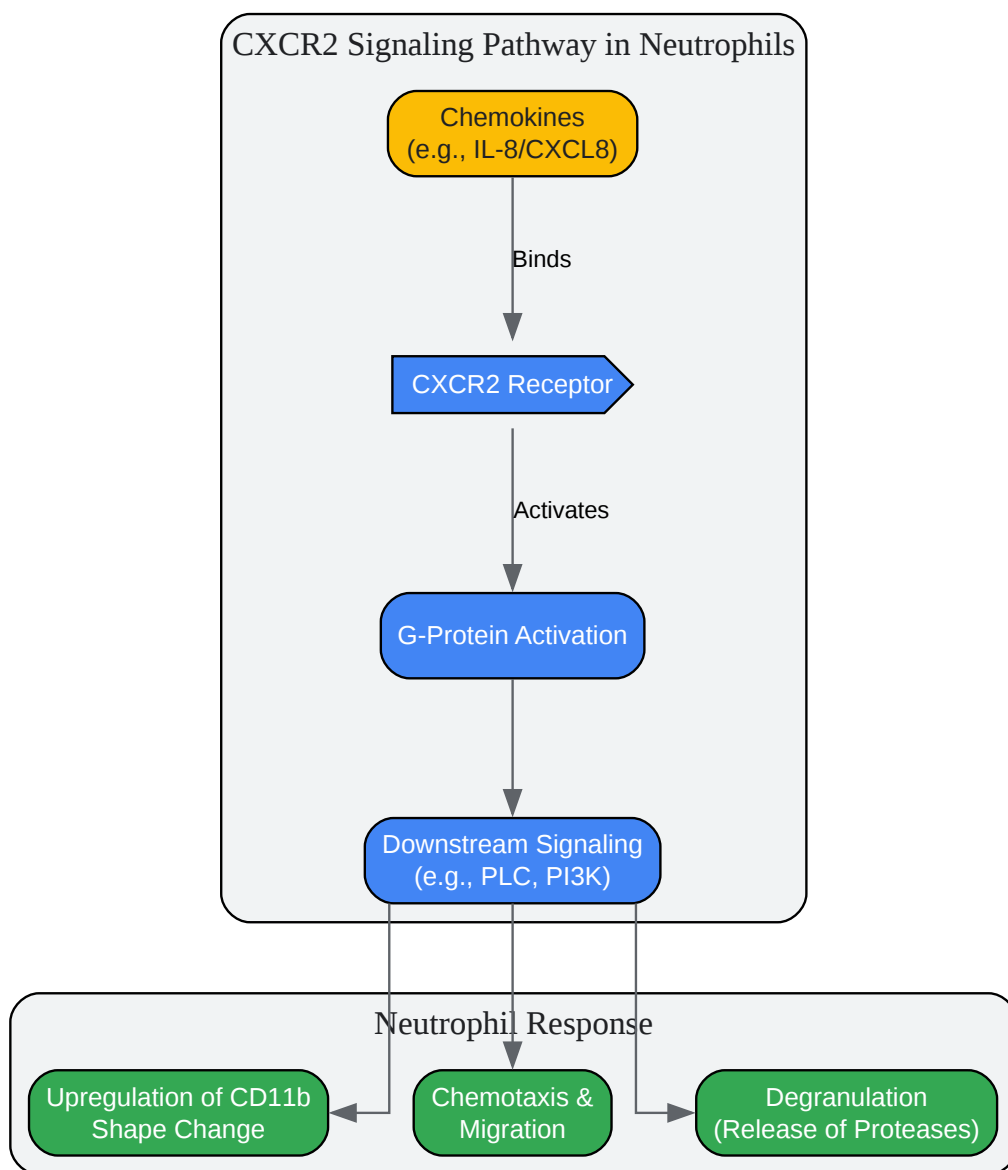 CXCR2 Signaling Pathway in Neutrophils
Chemokines
(e.g., IL-8/CXCL8)
Binds
CXCR2 Receptor
Activates
G-Protein Activation
Downstream Signaling
(e.g., PLC, PI3K)
Neutrophil Response
Upregulation of CD11b
Shape Change
Chemotaxis &
Migration
Degranulation
(Release of Proteases)